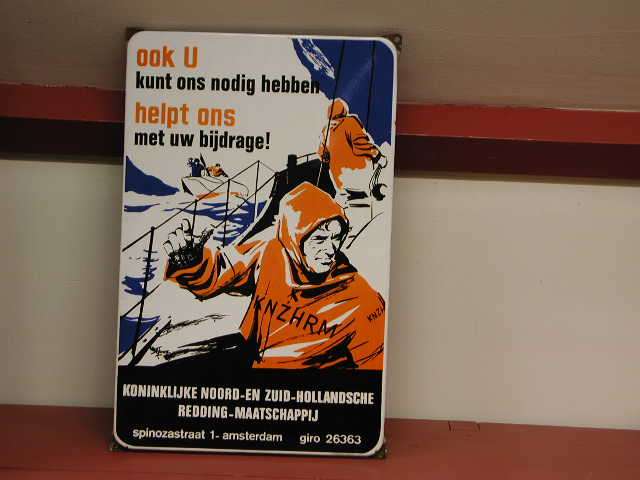 ook U
kunt ons nodig hebben
helpt ons
met uw bijdrage!
KNZHRM
KNZ
KONINKLIJKE NOORD-EN ZUID-HOLLANDSCHE
REDDING-MAATSCHAPPIJ
spinozastraat 1- amsterdam giro 26363